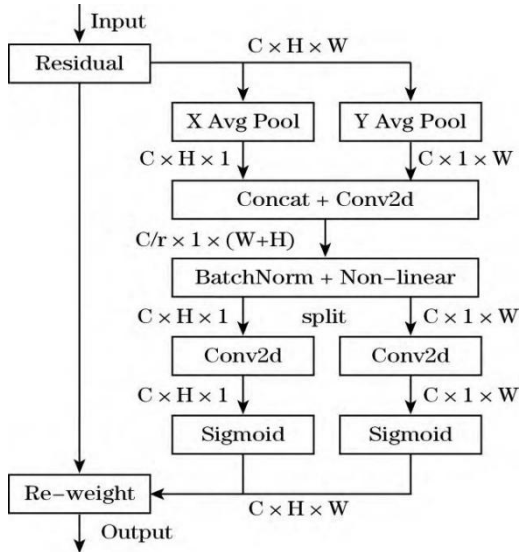 Input
Residual
C × H × W
X Avg Pool
Y Avg Pool
C × H × 1
C × 1 × W
Concat + Conv2d
C/r × 1 × (W+H)
BatchNorm + Non-linear
C × H × 1
split
C × 1 × W
Conv2d
Conv2d
C × H × 1
C × 1 × W
Sigmoid
Sigmoid
Re-weight
C × H × W
Output